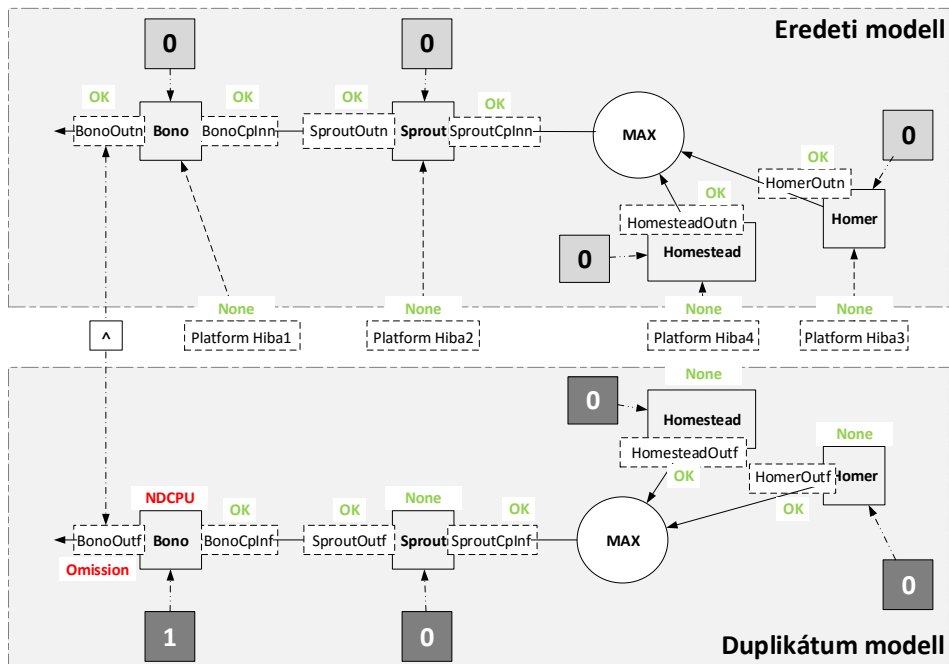 Eredeti modell
0
0
OK
OK
OK
OK
BonoOutn
Bono
BonoCpInn
SproutOutn
Sprout
SproutCpInn
MAX
0
OK
HomerOutn
OK
HomesteadOutn
Homer
0
Homestead
None
None
None
None
^
Platform Hiba1
Platform Hiba2
Platform Hiba4
Platform Hiba3
None
0
Homestead
None
HomesteadOutf
OK
HomerOutf
Homer
OK
NDCPU
OK
OK
None
OK
BonoOutf
Bono
BonoCpInf
SproutOutf
Sprout
SproutCpInf
MAX
Omission
0
1
0
Duplikátum modell